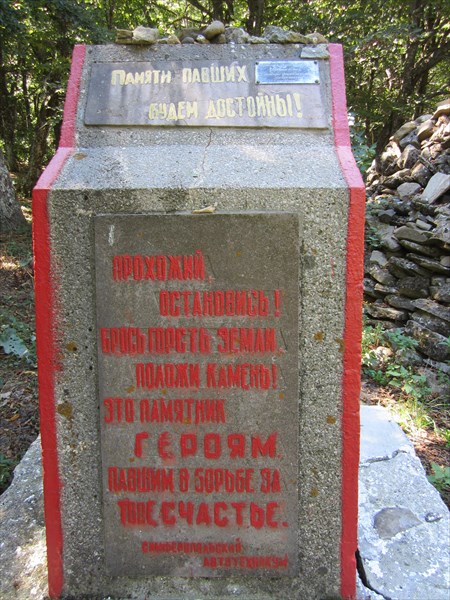 Памяти павших
будем достойны!
ПРОХОЖИЙ,
ОСТАНОВИСЬ!
БРОСЬ ГОРСТЬ ЗЕМЛИ,
ПОЛОЖИ КАМЕНЬ!
ЭТО ПАМЯТНИК
ГЕРОЯМ,
ПАВШИМ В БОРЬБЕ ЗА
ТВОЕ СЧАСТЬЕ.
СИМФЕРОПОЛЬСКИЙ
АВТОТЕХНИКУМ